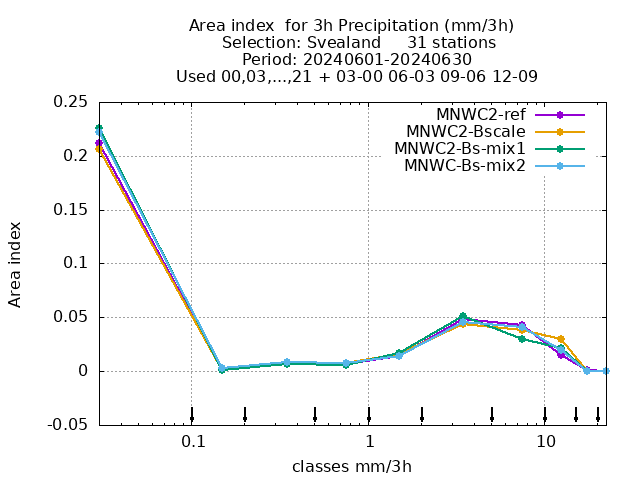 Area index  for 3h Precipitation (mm/3h)
Selection: Svealand     31 stations
Period: 20240601-20240630
Used 00,03,...,21 + 03-00 06-03 09-06 12-09
MNWC2-ref
MNWC2-Bscale
MNWC2-Bs-mix1
MNWC-Bs-mix2
Area index
0.25
0.2
0.15
0.1
0.05
0
-0.05
0.1
1
10
classes mm/3h